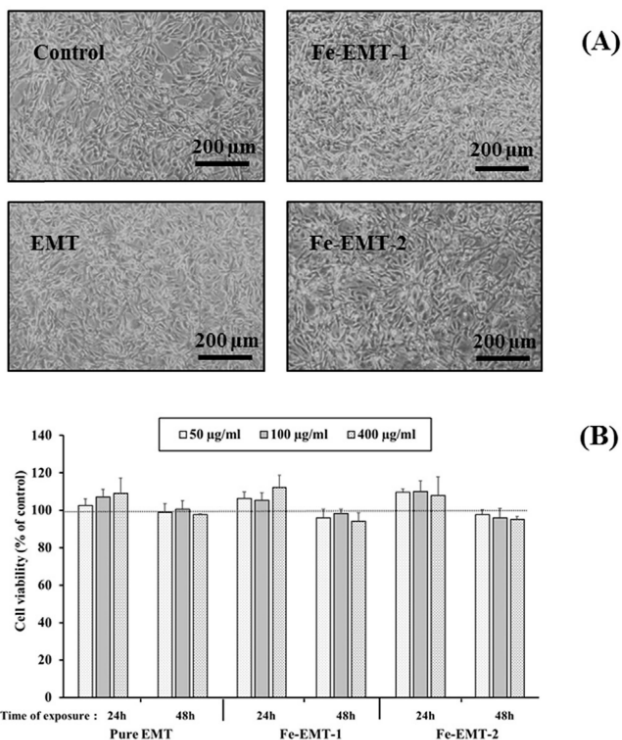 Control
200 µm
Fe-EMT-1
200 µm
(A)
EMT
200 µm
Fe-EMT-2
200 µm
(B)
50 µg/ml 100 µg/ml 400 µg/ml
Cell viability (% of control)
140
120
100
80
60
40
20
0
Time of exposure : 24h 48h 24h 48h 24h 48h
Pure EMT Fe-EMT-1 Fe-EMT-2